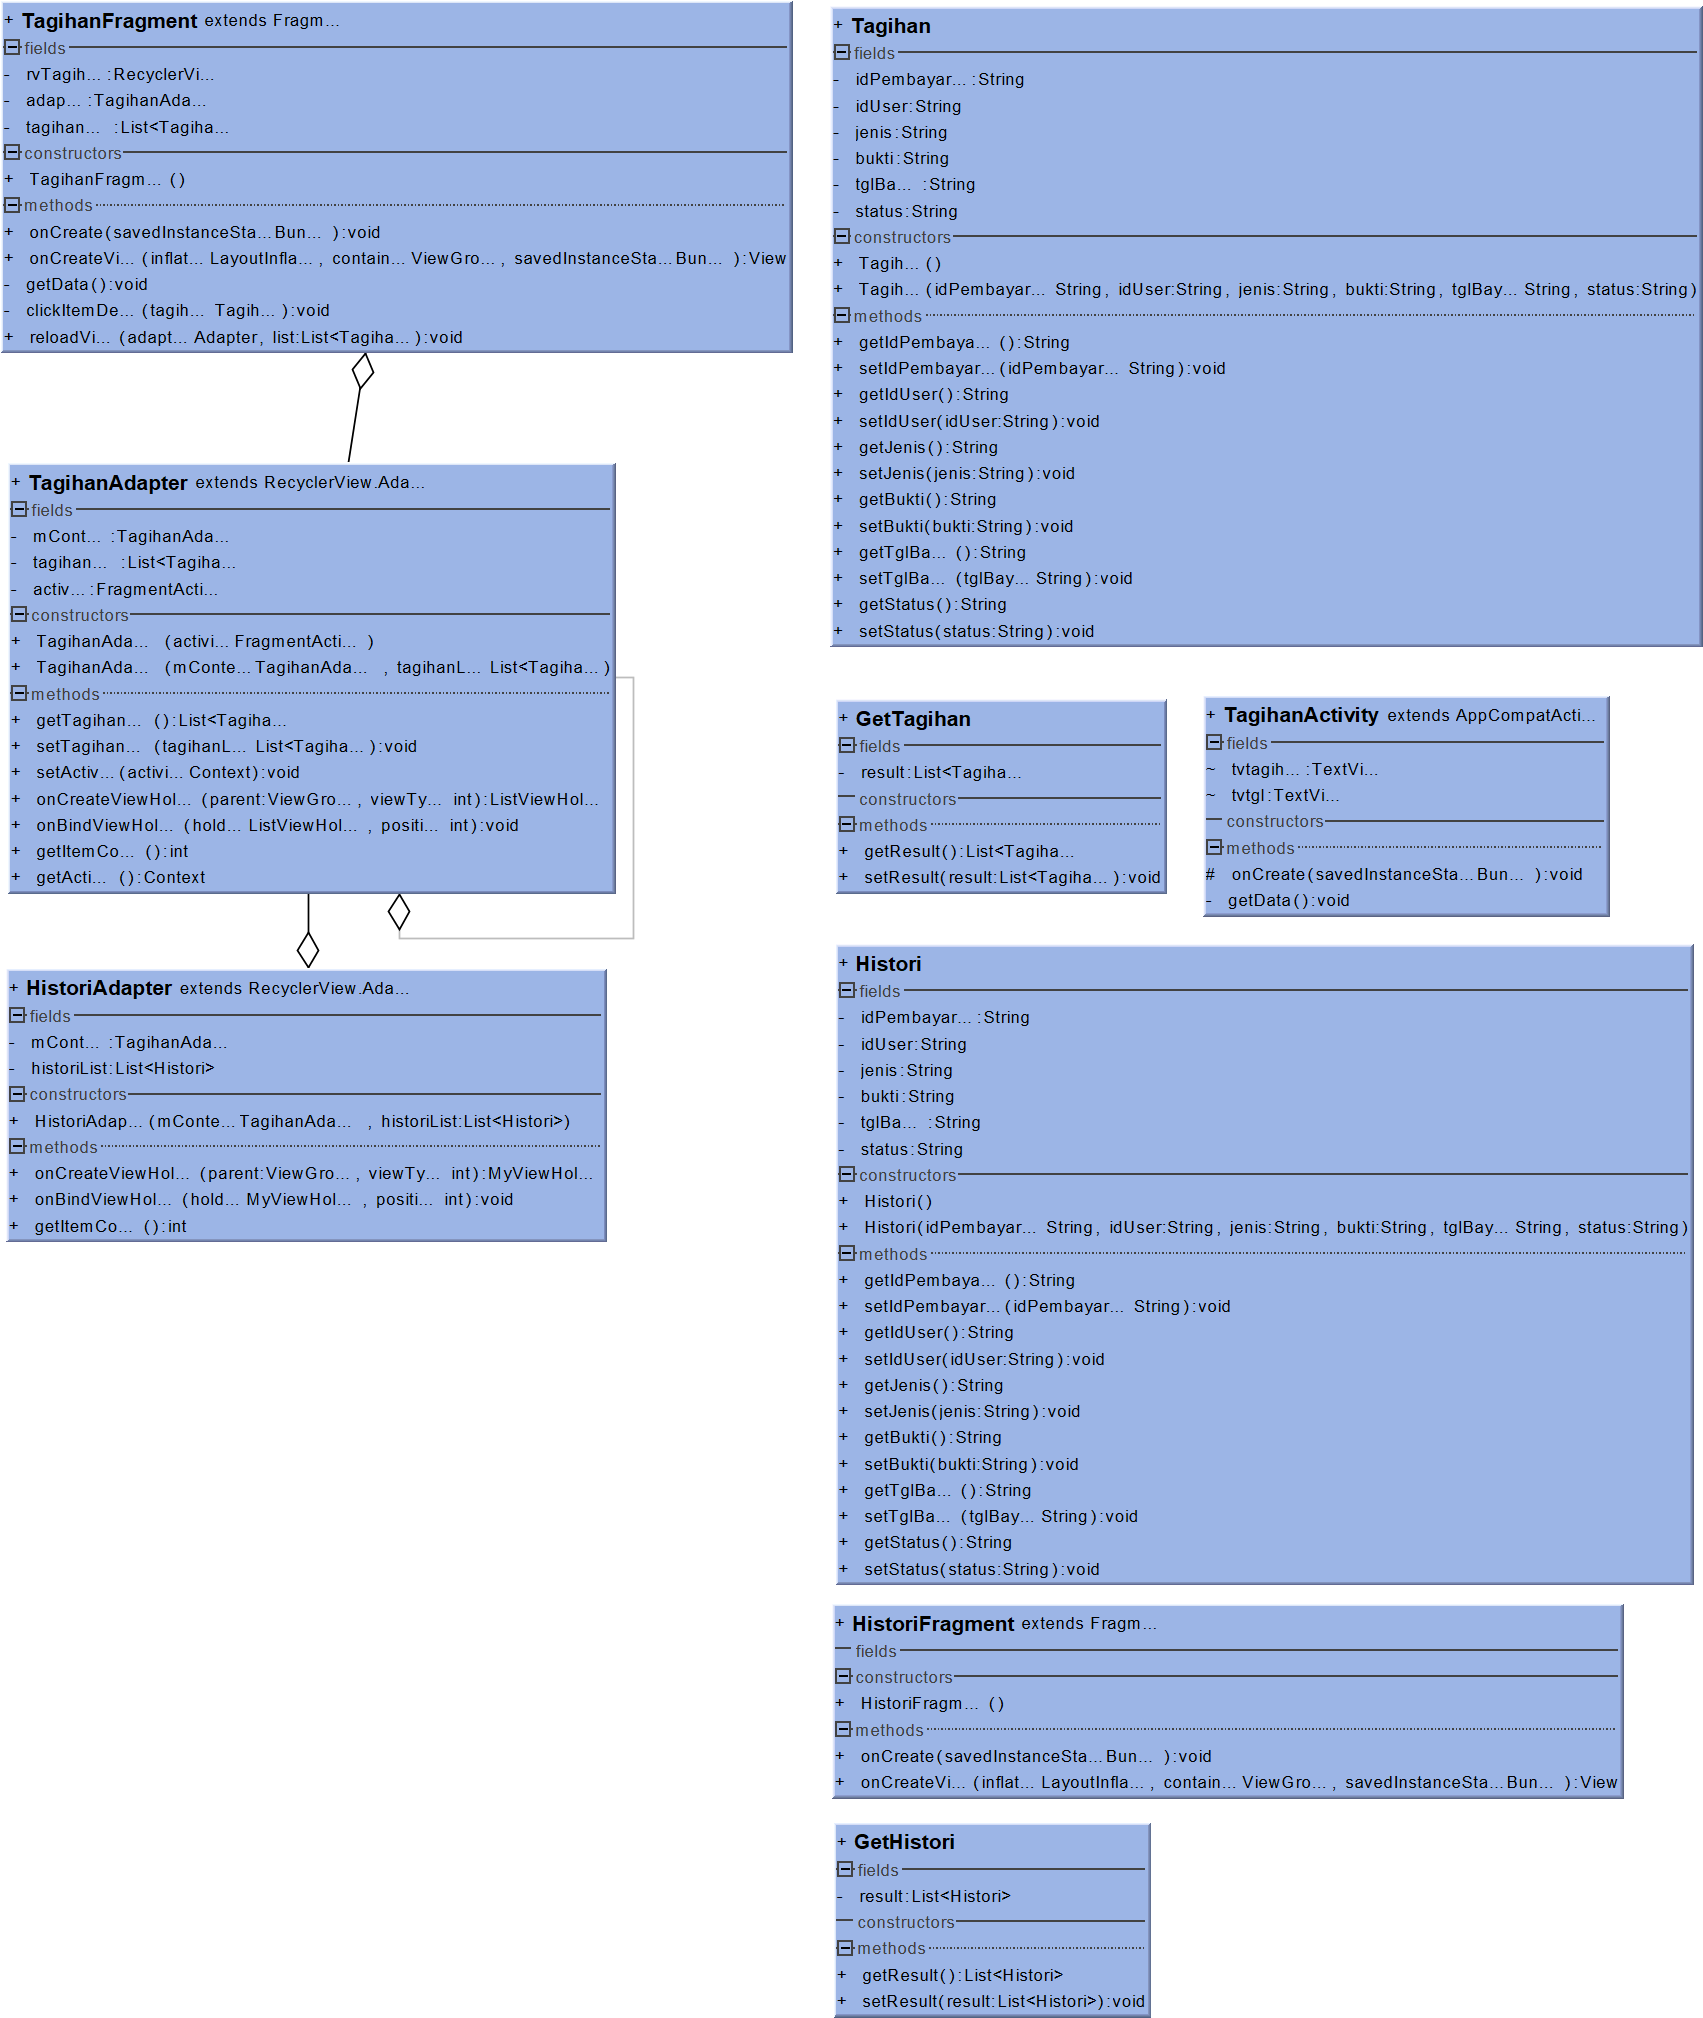 + TagihanFragment extends Fragm...
fields
- rvTagih... :RecyclerVi...
- adap... :TagihanAda...
- tagihan... :List<Tagiha...
constructors
+ TagihanFragm... ()
methods
+ onCreate(savedInstanceSta...Bun... ):void
+ onCreateVi... (inflat... LayoutInfla... , contain... ViewGro... , savedInstanceSta...Bun... ):View
- getData():void
- clickItemDe... (tagih... Tagih... ):void
+ reloadVi... (adapt... Adapter, list:List<Tagiha... ):void
+ TagihanAdapter extends RecyclerView.Ada...
fields
- mCont... :TagihanAda...
- tagihan... :List<Tagiha...
- activ... :FragmentActi...
constructors
+ TagihanAda... (activi... FragmentActi... )
+ TagihanAda... (mConte...TagihanAda... , tagihanL... List<Tagiha... )
methods
+ getTagihan... ():List<Tagiha...
+ setTagihan... (tagihanL... List<Tagiha... ):void
+ setActiv... (activi... Context):void
+ onCreateViewHol... (parent:ViewGro... , viewTy... int):ListViewHol...
+ onBindViewHol... (hold... ListViewHol... , positi... int):void
+ getItemCo... ():int
+ getActi... ():Context
+ HistoriAdapter extends RecyclerView.Ada...
fields
- mCont... :TagihanAda...
- historiList:List<Histori>
constructors
+ HistoriAdap... (mConte...TagihanAda... , historiList:List<Histori>)
methods
+ onCreateViewHol... (parent:ViewGro... , viewTy... int):MyViewHol...
+ onBindViewHol... (hold... MyViewHol... , positi... int):void
+ getItemCo... ():int
+ Tagihan
fields
- idPembayar... :String
- idUser:String
- jenis:String
- bukti:String
- tglBa... :String
- status:String
constructors
+ Tagih... ()
+ Tagih... (idPembayar... String, idUser:String, jenis:String, bukti:String, tglBay... String, status:String)
methods
+ getIdPembaya... ():String
+ setIdPembayar... (idPembayar... String):void
+ getIdUser():String
+ setIdUser(idUser:String):void
+ getJenis():String
+ setJenis(jenis:String):void
+ getBukti():String
+ setBukti(bukti:String):void
+ getTglBa... ():String
+ setTglBa... (tglBay... String):void
+ getStatus():String
+ setStatus(status:String):void
+ GetTagihan
fields
- result:List<Tagiha...
constructors
methods
+ getResult():List<Tagiha...
+ setResult(result:List<Tagiha... ):void
+ TagihanActivity extends AppCompatActi...
fields
~ tvtagih... :TextVi...
~ tvtgl:TextVi...
constructors
methods
# onCreate(savedInstanceSta...Bun... ):void
- getData():void
+ Histori
fields
- idPembayar... :String
- idUser:String
- jenis:String
- bukti:String
- tglBa... :String
- status:String
constructors
+ Histori()
+ Histori(idPembayar... String, idUser:String, jenis:String, bukti:String, tglBay... String, status:String)
methods
+ getIdPembaya... ():String
+ setIdPembayar... (idPembayar... String):void
+ getIdUser():String
+ setIdUser(idUser:String):void
+ getJenis():String
+ setJenis(jenis:String):void
+ getBukti():String
+ setBukti(bukti:String):void
+ getTglBa... ():String
+ setTglBa... (tglBay... String):void
+ getStatus():String
+ setStatus(status:String):void
+ HistoriFragment extends Fragm...
fields
constructors
+ HistoriFragm... ()
methods
+ onCreate(savedInstanceSta...Bun... ):void
+ onCreateVi... (inflat... LayoutInfla... , contain... ViewGro... , savedInstanceSta...Bun... ):View
+ GetHistori
fields
- result:List<Histori>
constructors
methods
+ getResult():List<Histori>
+ setResult(result:List<Histori>):void